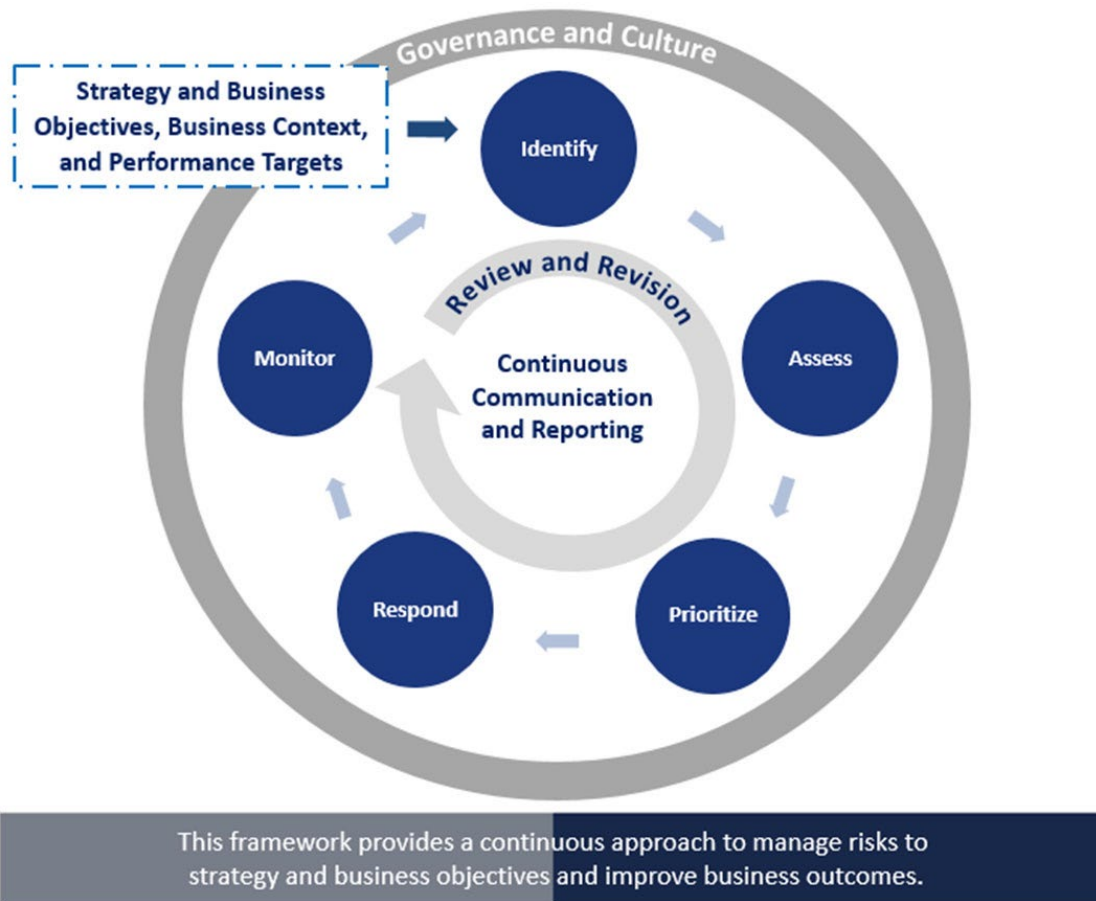 Governance and Culture
Strategy and Business
Objectives, Business Context,
and Performance Targets
Identify
Review and Revision
Continuous
Communication
and Reporting
Monitor
Assess
Respond
Prioritize
This framework provides a continuous approach to manage risks to
strategy and business objectives and improve business outcomes.